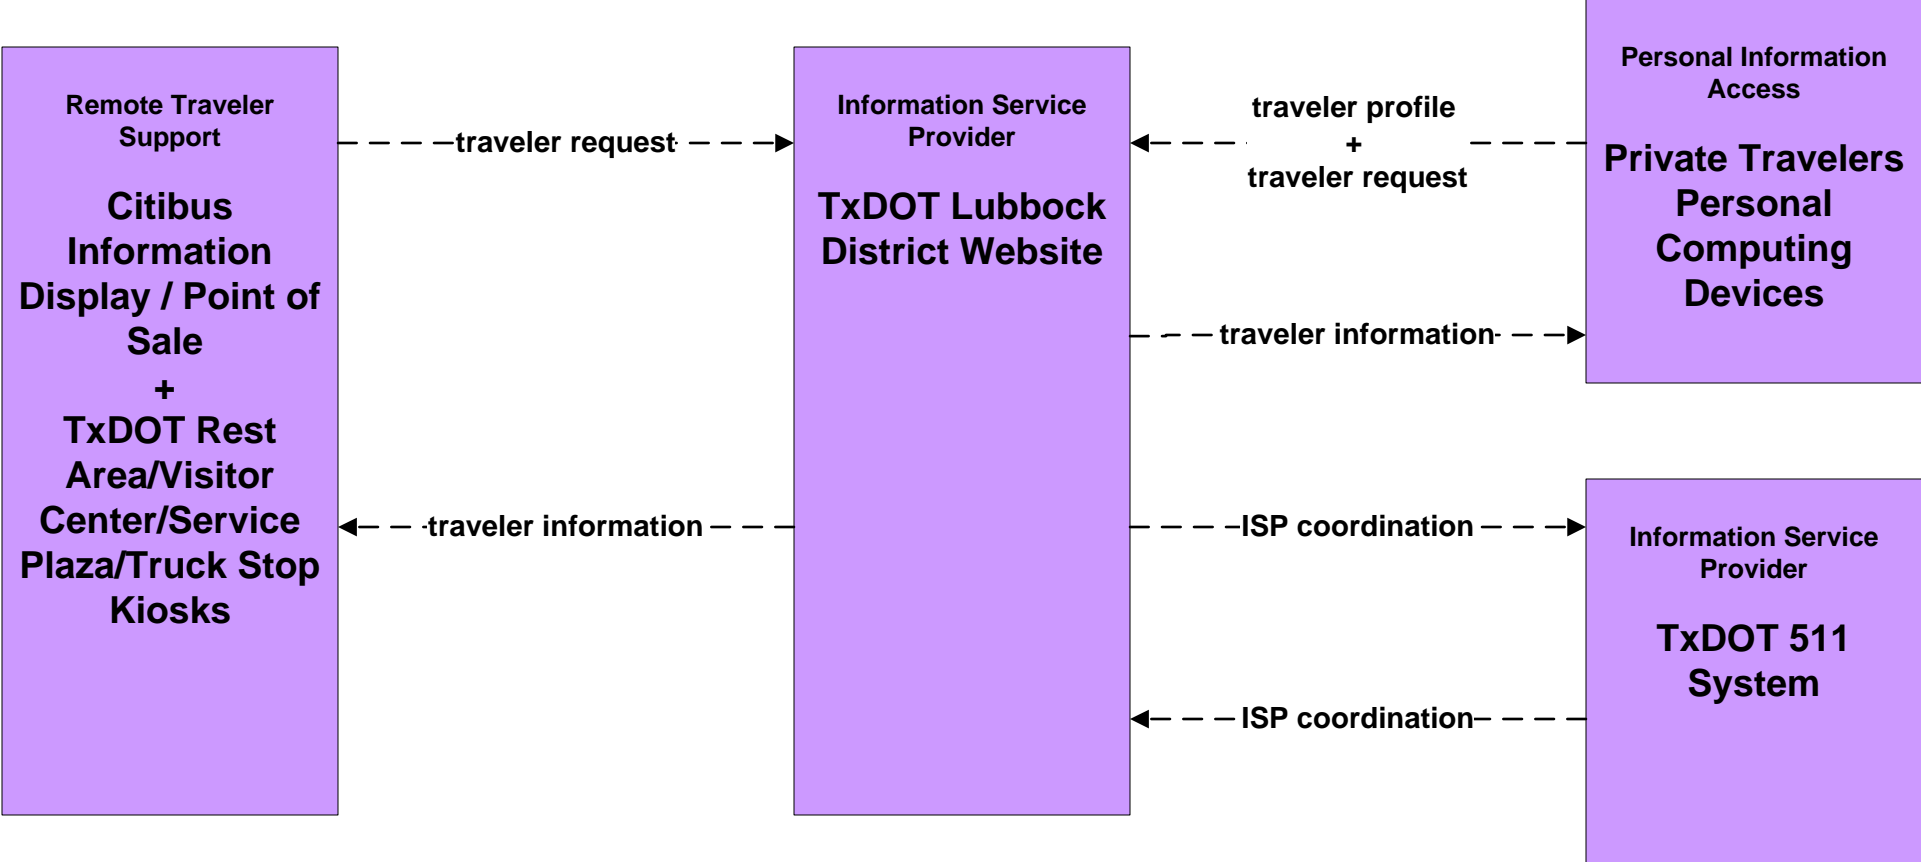 Remote Traveler
Support
Citibus
Information
Display / Point of
Sale
+
TxDOT Rest
Area/Visitor
Center/Service
Plaza/Truck Stop
Kiosks
traveler request
traveler information
Information Service
Provider
TxDOT Lubbock
District Website
traveler profile
+
traveler request
traveler information
ISP coordination
ISP coordination
Personal Information
Access
Private Travelers
Personal
Computing
Devices
Information Service
Provider
TxDOT 511
System